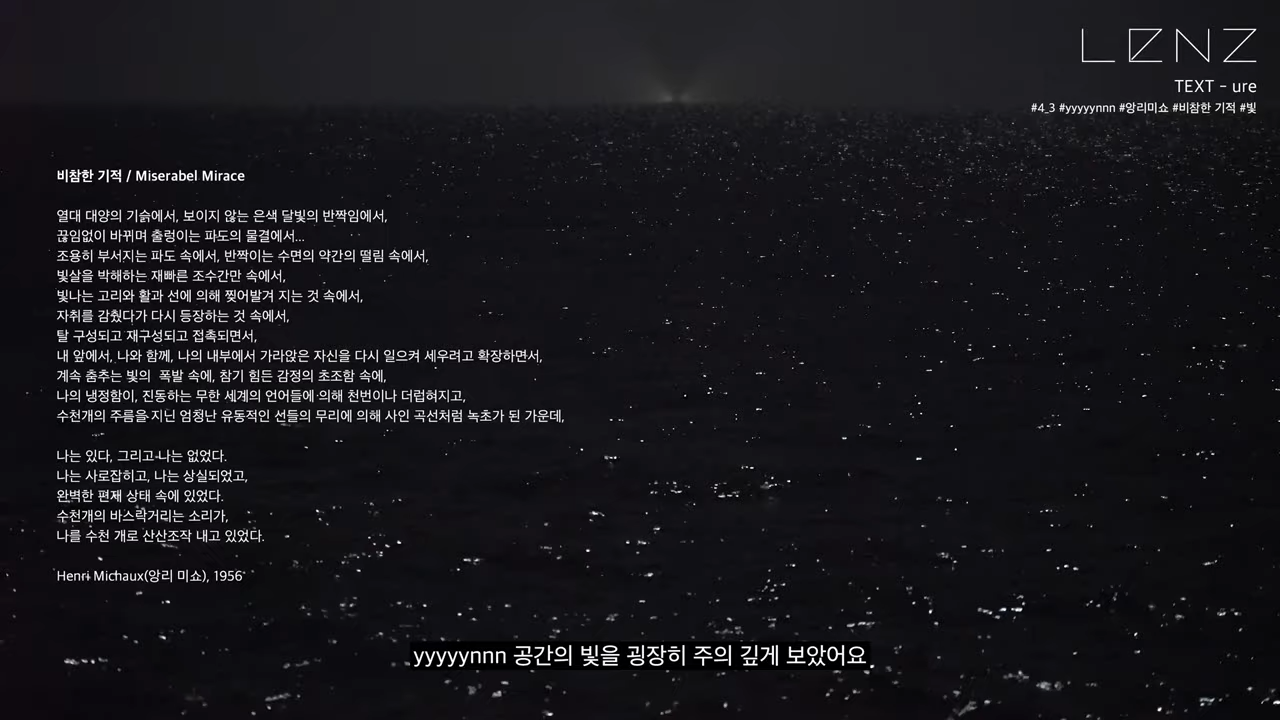 LENZ
TEXT - ure
#4_3 #yyyyynnn #앙리미쇼 #비참한 기적 #빛
비참한 기적 / Miserabel Mirace
열대 대양의 기슭에서, 보이지 않는 은색 달빛의 반짝임에서,
끊임없이 바뀌며 출렁이는 파도의 물결에서...
조용히 부서지는 파도 속에서, 반짝이는 수면의 약간의 떨림 속에서,
빛살을 박해하는 재빠른 조수간만 속에서,
빛나는 고리와 활과 선에 의해 찢어발겨 지는 것 속에서,
자취를 감췄다가 다시 등장하는 것 속에서,
탈 구성되고 재구성되고 접촉되면서,
내 앞에서, 나와 함께, 나의 내부에서 가라앉은 자신을 다시 일으켜 세우려고 확장하면서,
계속 춤추는 빛의 폭발 속에, 참기 힘든 감정의 초조함 속에,
나의 냉정함이, 진동하는 무한 세계의 언어들에 의해 천번이나 더럽혀지고,
수천개의 주름을 지닌 엄청난 유동적인 선들의 무리에 의해 사인 곡선처럼 녹초가 된 가운데,
나는 있다, 그리고 나는 없었다.
나는 사로잡히고, 나는 상실되었고,
완벽한 편재 상태 속에 있었다.
수천개의 바스락거리는 소리가,
나를 수천 개로 산산조작 내고 있었다.
Henri Michaux(앙리 미쇼), 1956
yyyyynnn 공간의 빛을 굉장히 주의 깊게 보았어요